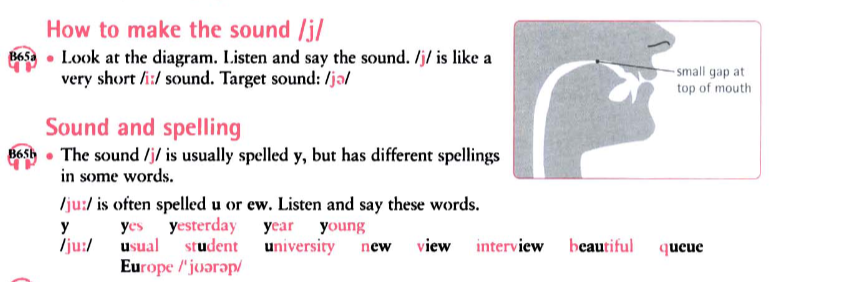 How to make the sound /j/
B65a • Look at the diagram. Listen and say the sound. /j/ is like a
very short /iː/ sound. Target sound: /jə/
small gap at
top of mouth
Sound and spelling
B65b • The sound /j/ is usually spelled y, but has different spellings
in some words.
/juː/ is often spelled u or ew. Listen and say these words.
y yes yesterday year young
/juː/ usual student university new view interview beautiful queue
Europe /ˈjʊərəp/